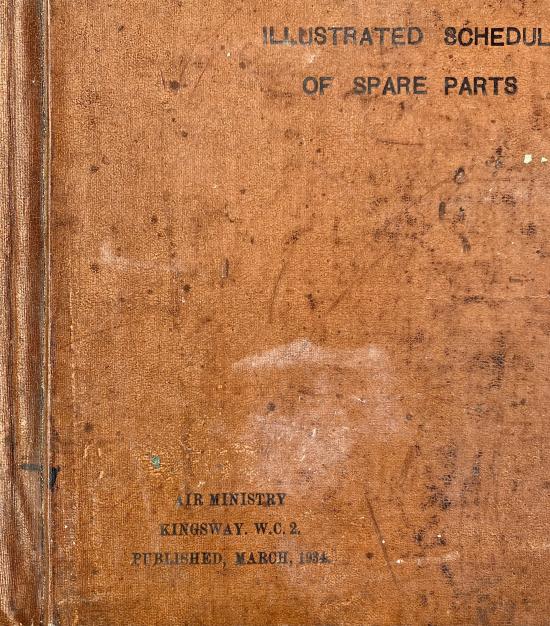 ILLUSTRATED SCHEDUL
OF SPARE PARTS
AIR MINISTRY
KINGSWAY. W.C.2.
PUBLISHED, MARCH, 1934.